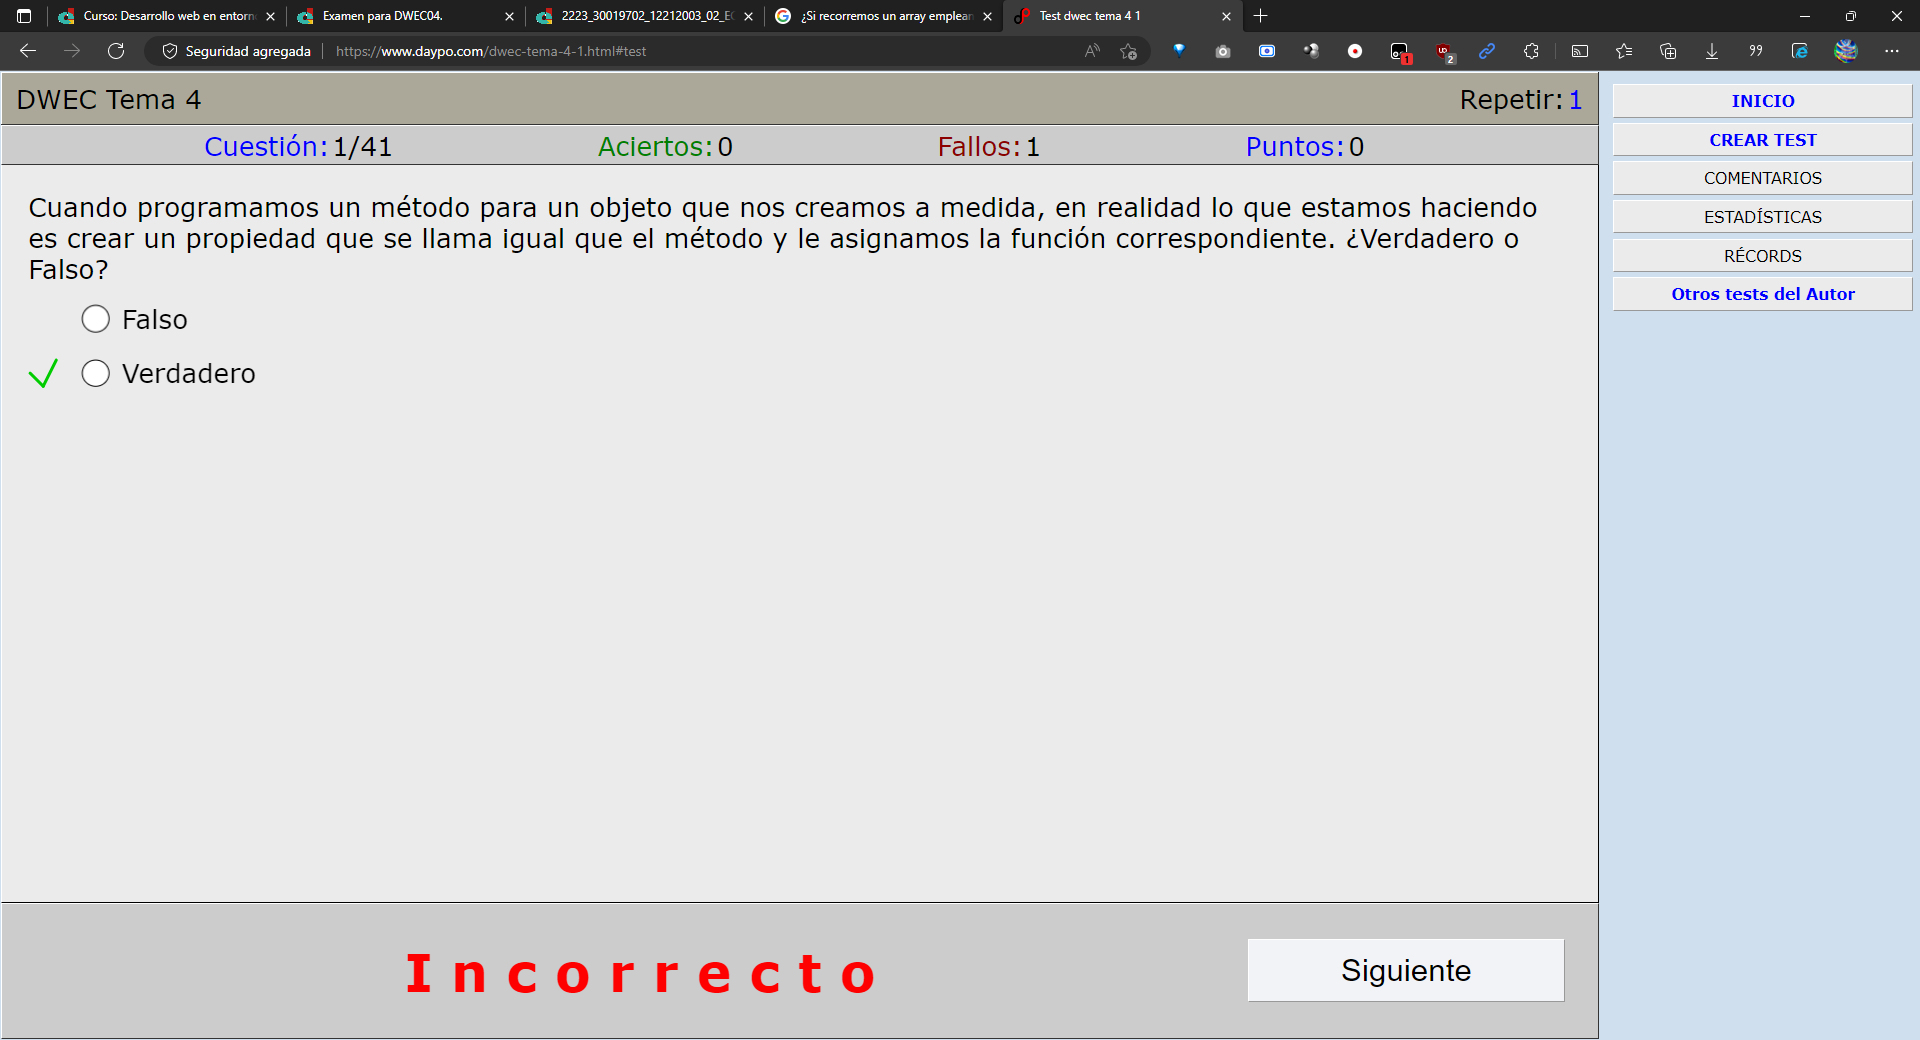 Curso: Desarrollo web en entorn
Examen para DWEC04.
2223_30019702_12212003_02_EC
¿Si recorremos un array emplean
Test dwec tema 4 1
Seguridad agregada
https://www.daypo.com/dwec-tema-4-1.html#test
1
2
DWEC Tema 4
Repetir: 1
Cuestión: 1/41
Aciertos: 0
Fallos: 1
Puntos: 0
Cuando programamos un método para un objeto que nos creamos a medida, en realidad lo que estamos haciendo
es crear un propiedad que se llama igual que el método y le asignamos la función correspondiente. ¿Verdadero o
Falso?
Falso
Verdadero
Incorrecto
Siguiente
INICIO
CREAR TEST
COMENTARIOS
ESTADÍSTICAS
RÉCORDS
Otros tests del Autor